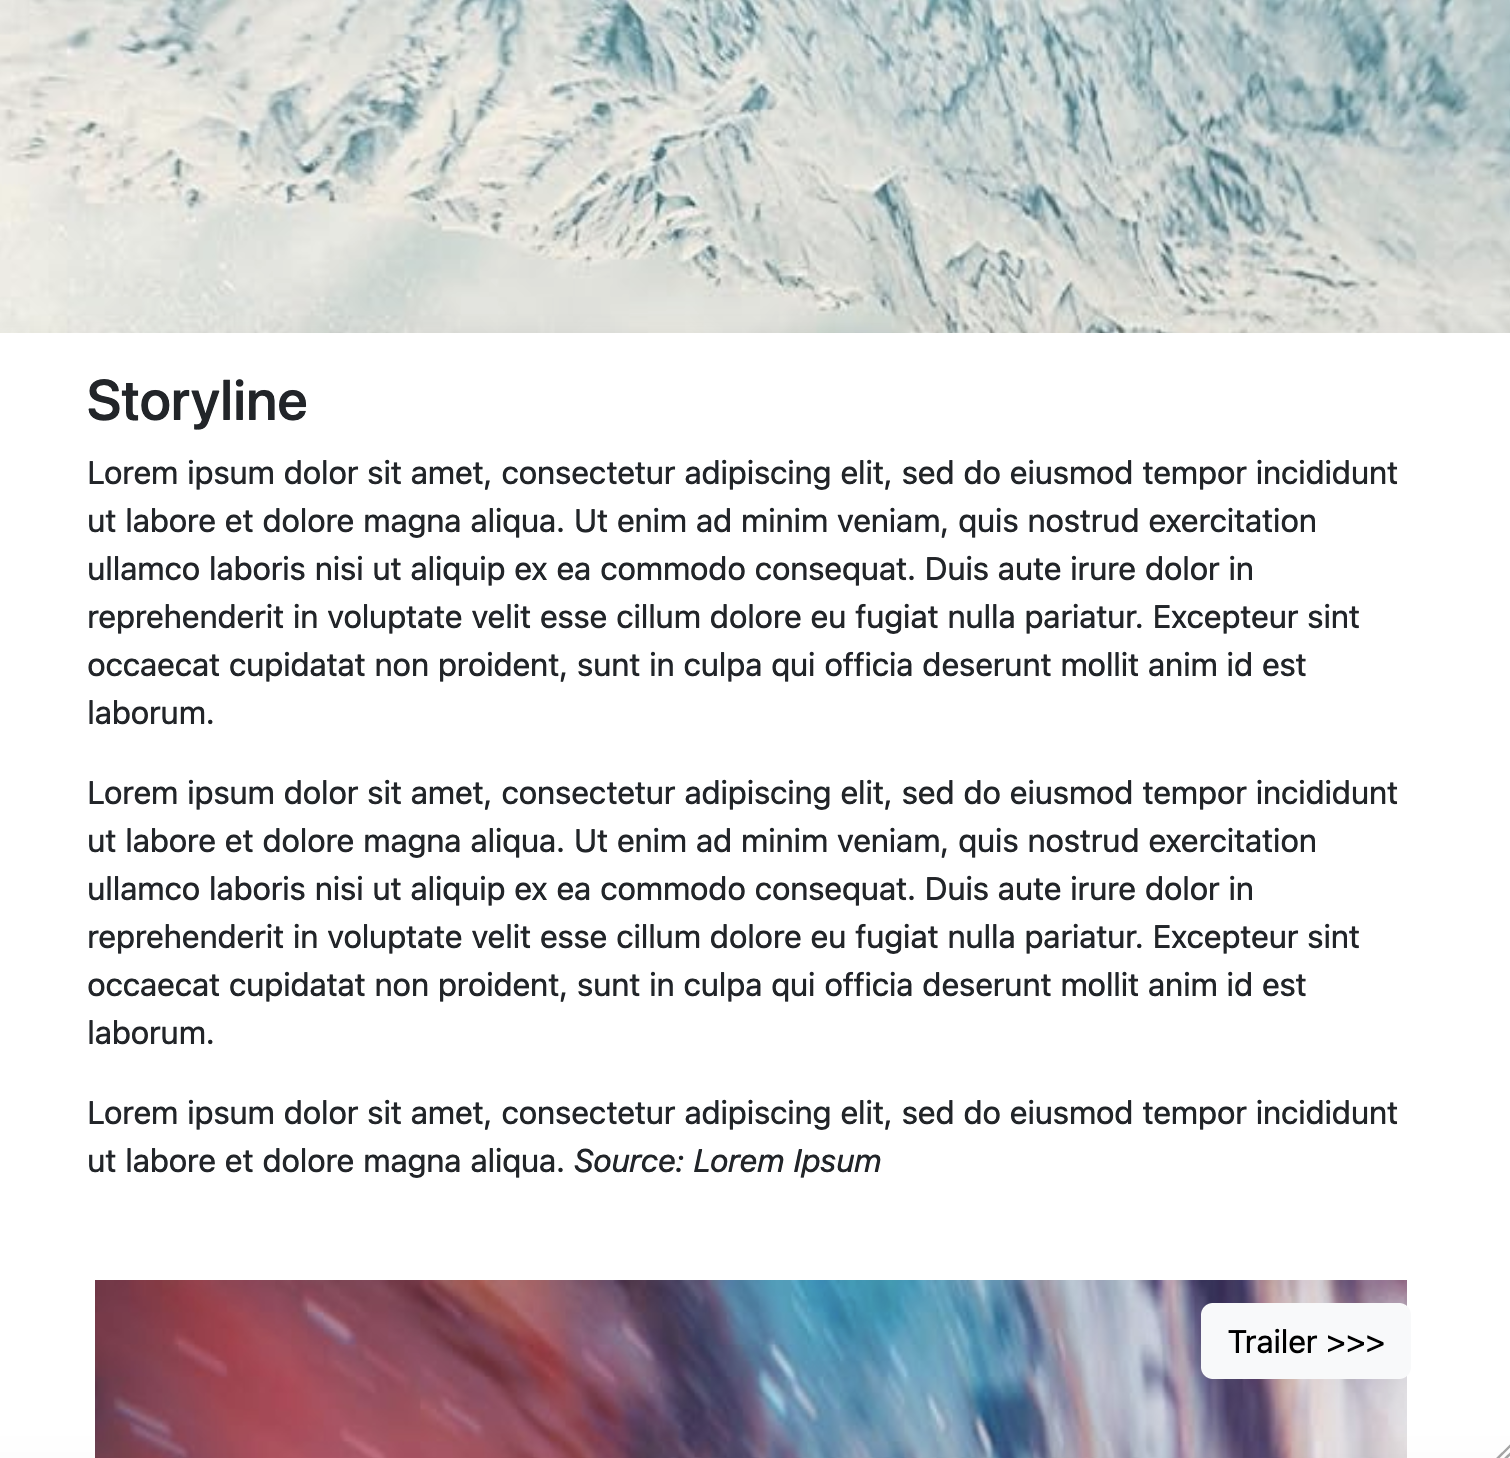 Storyline
Lorem ipsum dolor sit amet, consectetur adipiscing elit, sed do eiusmod tempor incididunt
ut labore et dolore magna aliqua. Ut enim ad minim veniam, quis nostrud exercitation
ullamco laboris nisi ut aliquip ex ea commodo consequat. Duis aute irure dolor in
reprehenderit in voluptate velit esse cillum dolore eu fugiat nulla pariatur. Excepteur sint
occaecat cupidatat non proident, sunt in culpa qui officia deserunt mollit anim id est
laborum.
Lorem ipsum dolor sit amet, consectetur adipiscing elit, sed do eiusmod tempor incididunt
ut labore et dolore magna aliqua. Ut enim ad minim veniam, quis nostrud exercitation
ullamco laboris nisi ut aliquip ex ea commodo consequat. Duis aute irure dolor in
reprehenderit in voluptate velit esse cillum dolore eu fugiat nulla pariatur. Excepteur sint
occaecat cupidatat non proident, sunt in culpa qui officia deserunt mollit anim id est
laborum.
Lorem ipsum dolor sit amet, consectetur adipiscing elit, sed do eiusmod tempor incididunt
ut labore et dolore magna aliqua. Source: Lorem Ipsum
Trailer >>>